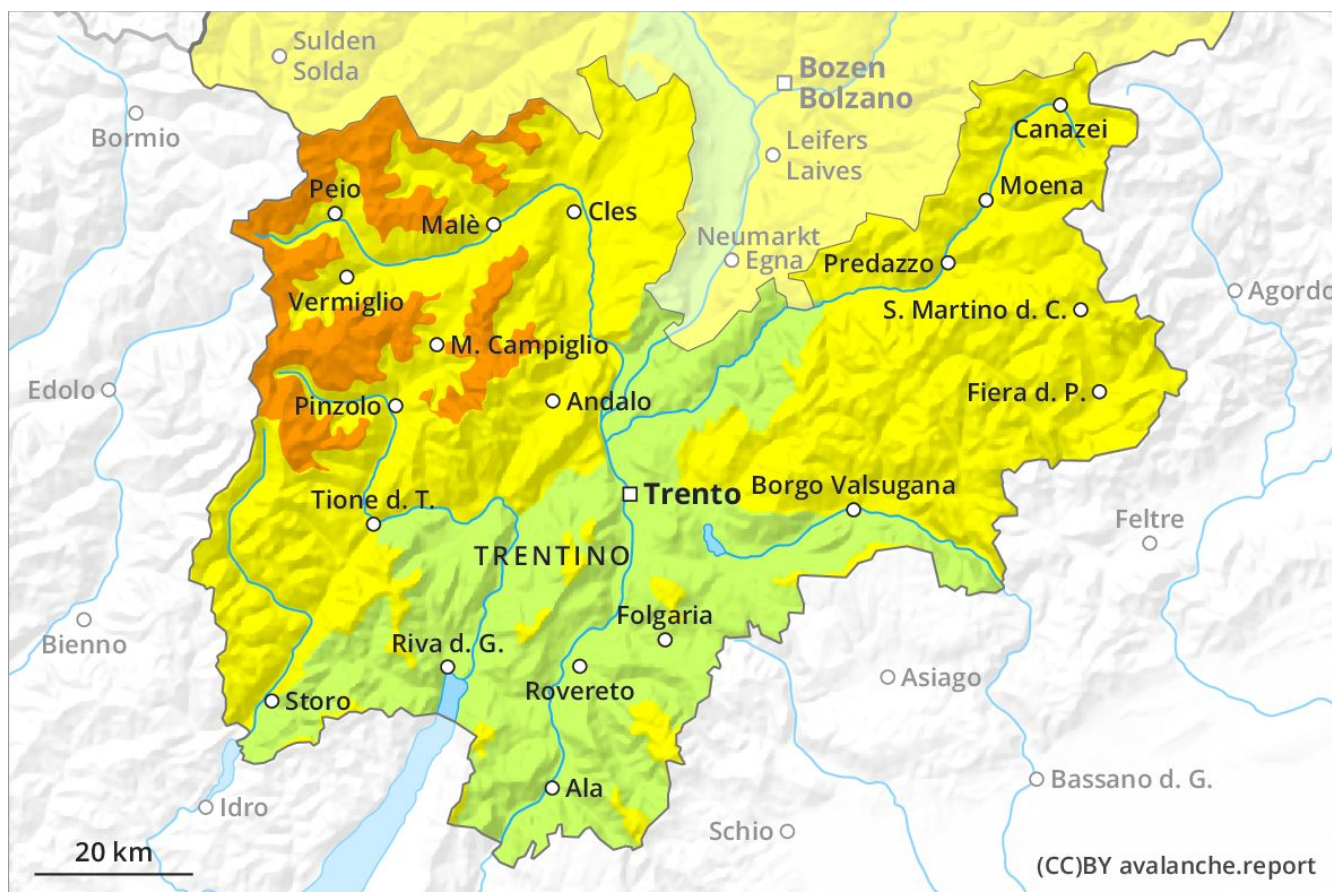 Sulden
Solda
Bozen
Bolzano
Bormio
Canazei
Leifers
Laives
Peio
Moena
Malè
Cles
Neumarkt
Egna
Predazzo
Vermiglio
Agordo
S. Martino d. C.
M. Campiglio
Edolo
Pinzolo
Andalo
Fiera d. P.
Trento
Borgo Valsugana
Tione d. T.
Feltre
TRENTINO
Folgaria
Bienno
Riva d. G.
Asiago
Rovereto
Storo
Bassano d. G.
Ala
Idro
Schio
20 km
(CC)BY avalanche.report